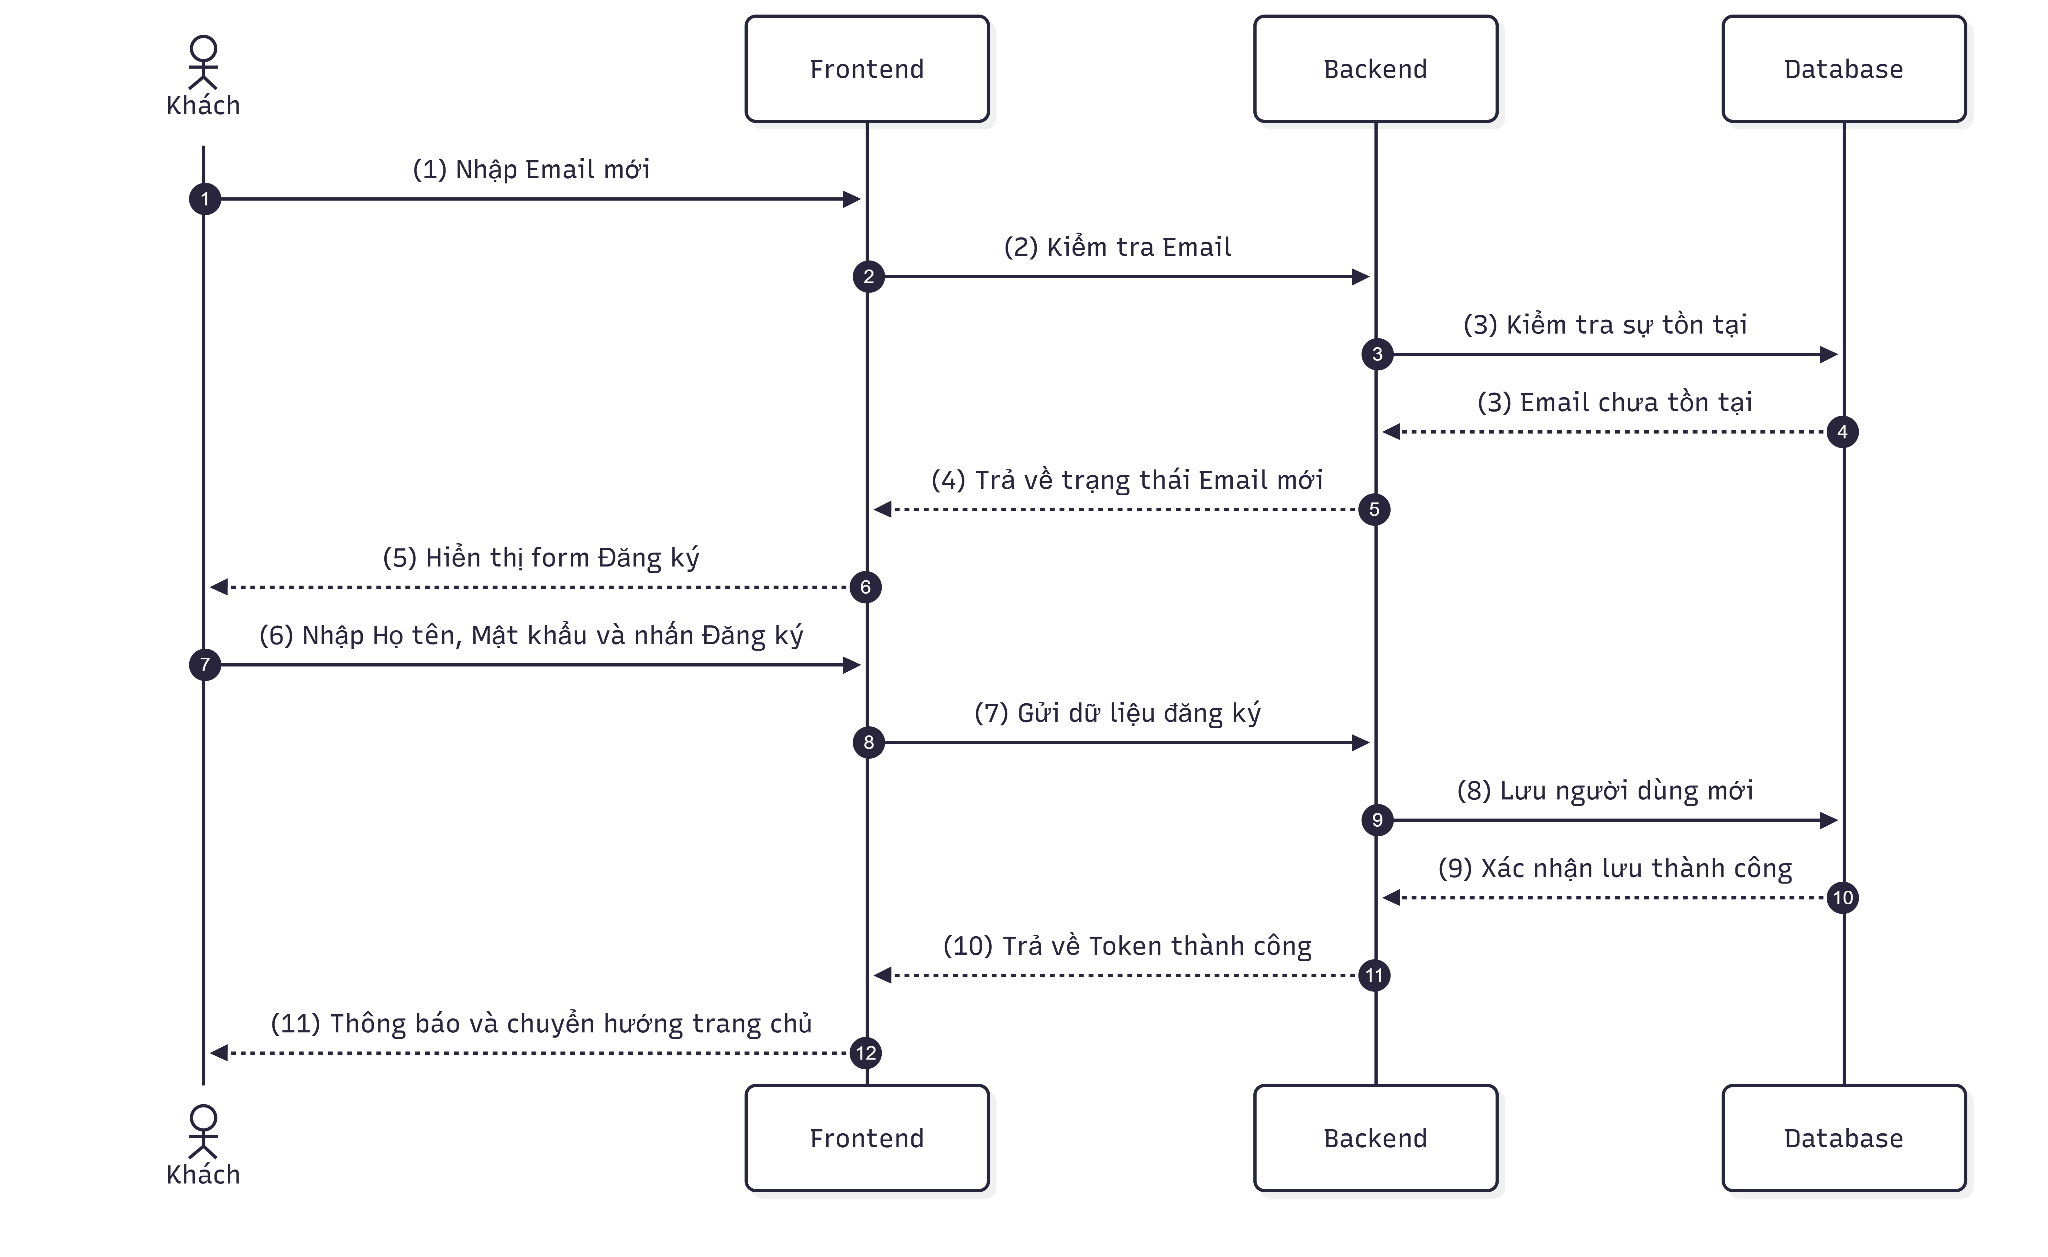 Khách
Frontend
Backend
Database
(1) Nhập Email mới
1
(2) Kiểm tra Email
2
(3) Kiểm tra sự tồn tại
3
(3) Email chưa tồn tại
4
(4) Trả về trạng thái Email mới
5
(5) Hiển thị form Đăng ký
6
(6) Nhập Họ tên, Mật khẩu và nhấn Đăng ký
7
(7) Gửi dữ liệu đăng ký
8
(8) Lưu người dùng mới
9
(9) Xác nhận lưu thành công
10
(10) Trả về Token thành công
11
(11) Thông báo và chuyển hướng trang chủ
12
Khách
Frontend
Backend
Database